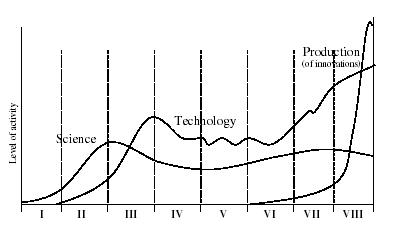 Production
(of innovations)
Technology
Science
Level of activity
I II III IV V VI VII VIII